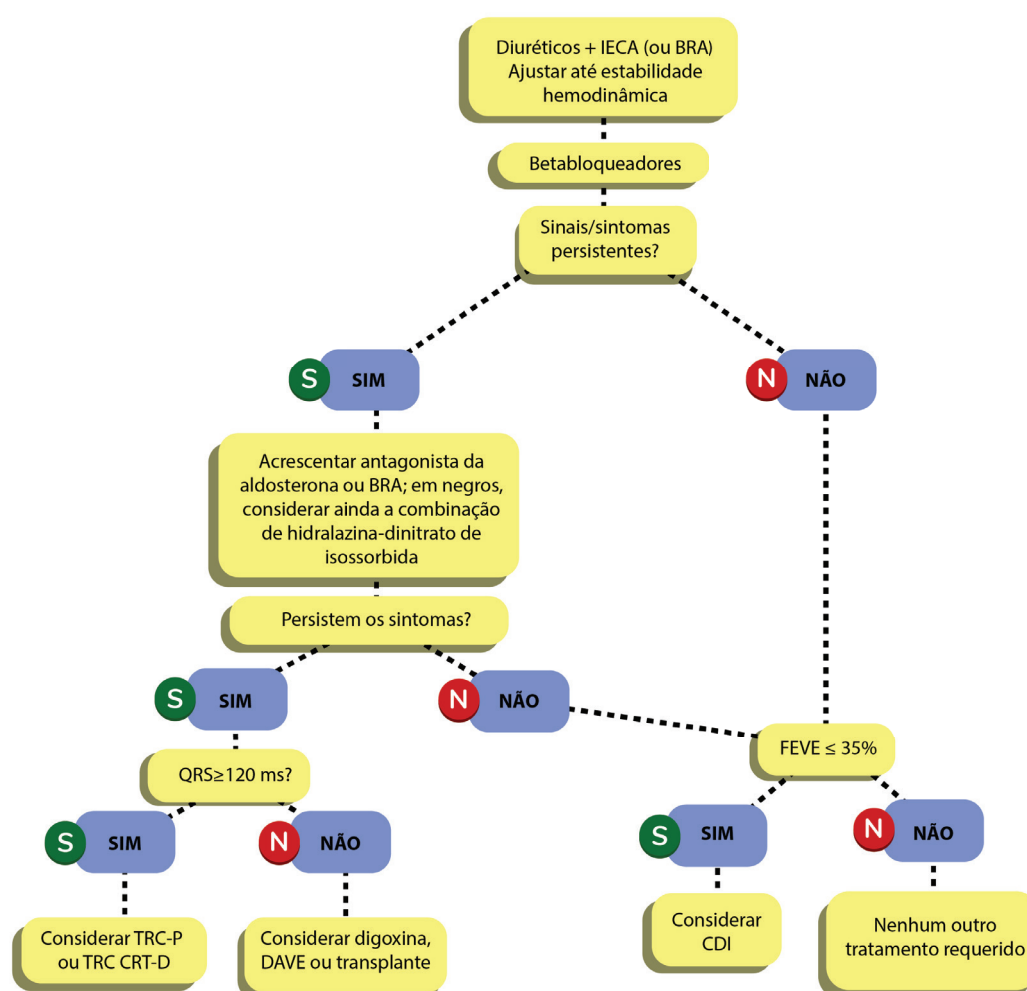 Diuréticos + IECA (ou BRA)
Ajustar até estabilidade
hemodinâmica
Betabloqueadores
Sinais/sintomas
persistentes?
S
SIM
N
NÃO
Acrescentar antagonista da
aldosterona ou BRA; em negros,
considerar ainda a combinação
de hidralazina-dinitrato de
isossorbida
Persistem os sintomas?
S
SIM
N
NÃO
FEVE ≤ 35%
QRS≥120 ms?
S
SIM
N
NÃO
S
SIM
N
NÃO
Considerar TRC-P
ou TRC CRT-D
Considerar digoxina,
DAVE ou transplante
Considerar
CDI
Nenhum outro
tratamento requerido